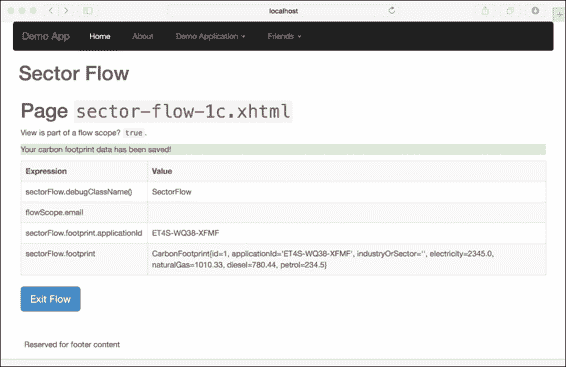 localhost
Demo App Home About Demo Application Friends
Sector Flow
Page sector-flow-1c.xhtml
View is part of a flow scope? true .
Your carbon footprint data has been saved!
Expression Value
sectorFlow.debugClassName() SectorFlow
flowScope.email
sectorFlow.footprint.applicationId ET4S-WQ38-XFMF
sectorFlow.footprint CarbonFootprint{id=1, applicationId='ET4S-WQ38-XFMF', industryOrSector='', electricity=2345.0,
naturalGas=1010.33, diesel=780.44, petrol=234.5}
Exit Flow
Reserved for footer content